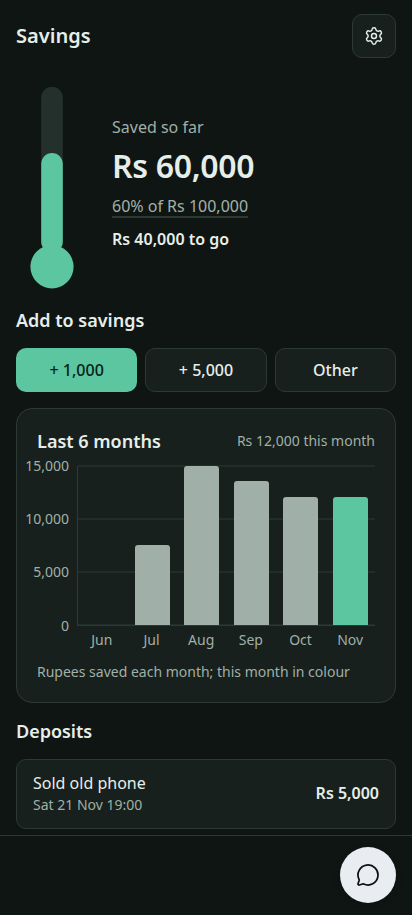 Savings
Saved so far
Rs 60,000
60% of Rs 100,000
Rs 40,000 to go
Add to savings
+ 1,000
+ 5,000
Other
Last 6 months
Rs 12,000 this month
15,000
10,000
5,000
0
Jun Jul Aug Sep Oct Nov
Rupees saved each month; this month in colour
Deposits
Sold old phone
Sat 21 Nov 19:00
Rs 5,000